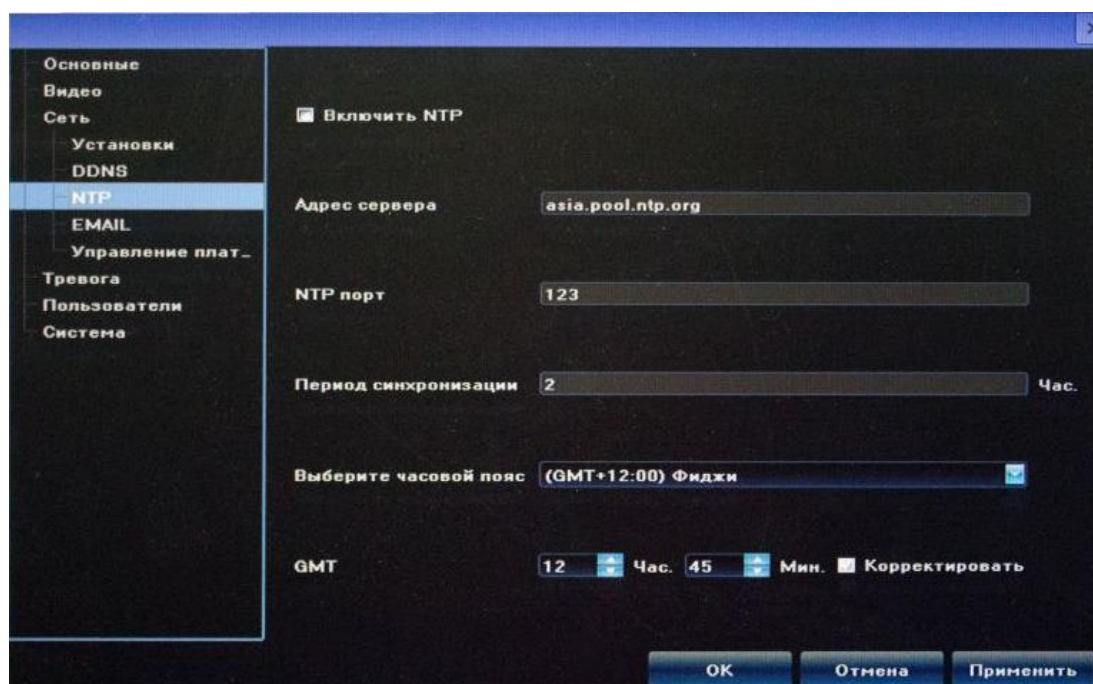 Основные
Видео
Сеть
Установки
DDNS
NTP
EMAIL
Управление плат_
Тревога
Пользователи
Система
Включить NTP
Адрес сервера asia.pool.ntp.org
NTP порт 123
Период синхронизации 2 Час.
Выберите часовой пояс (GMT+12:00) Фиджи
GMT 12 Час. 45 Мин. Корректировать
OK Отмена Применить